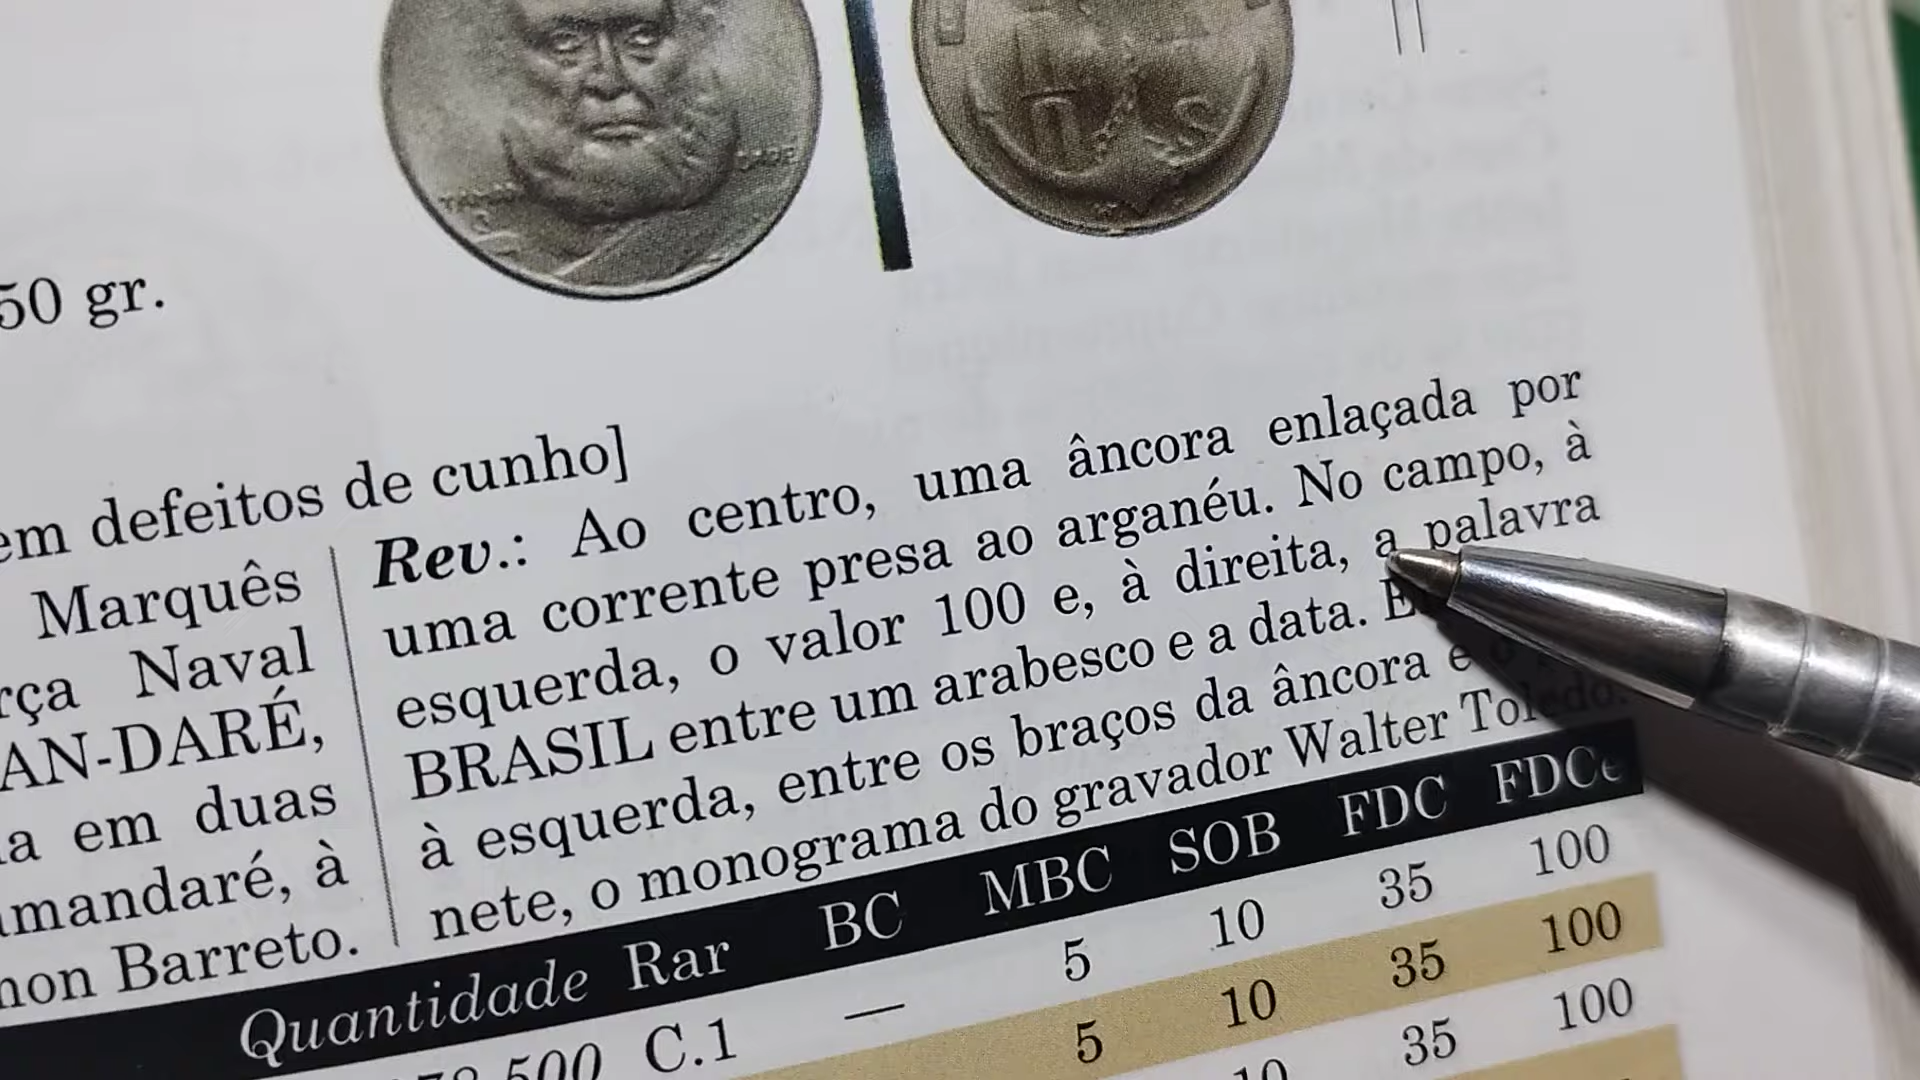 50 gr.
em defeitos de cunho]
Marquês
rça Naval
AN-DARÉ,
a em duas
mandaré, à
mon Barreto.
Rev.: Ao centro, uma âncora enlaçada por
uma corrente presa ao arganéu. No campo, à
esquerda, o valor 100 e, à direita, a palavra
BRASIL entre um arabesco e a data.
à esquerda, entre os braços da âncora e o
nete, o monograma do gravador Walter Toledo.
Quantidade Rar BC MBC SOB FDC FDCe
500 C.1 — 5 10 35 100
5 10 35 100
10 35 100